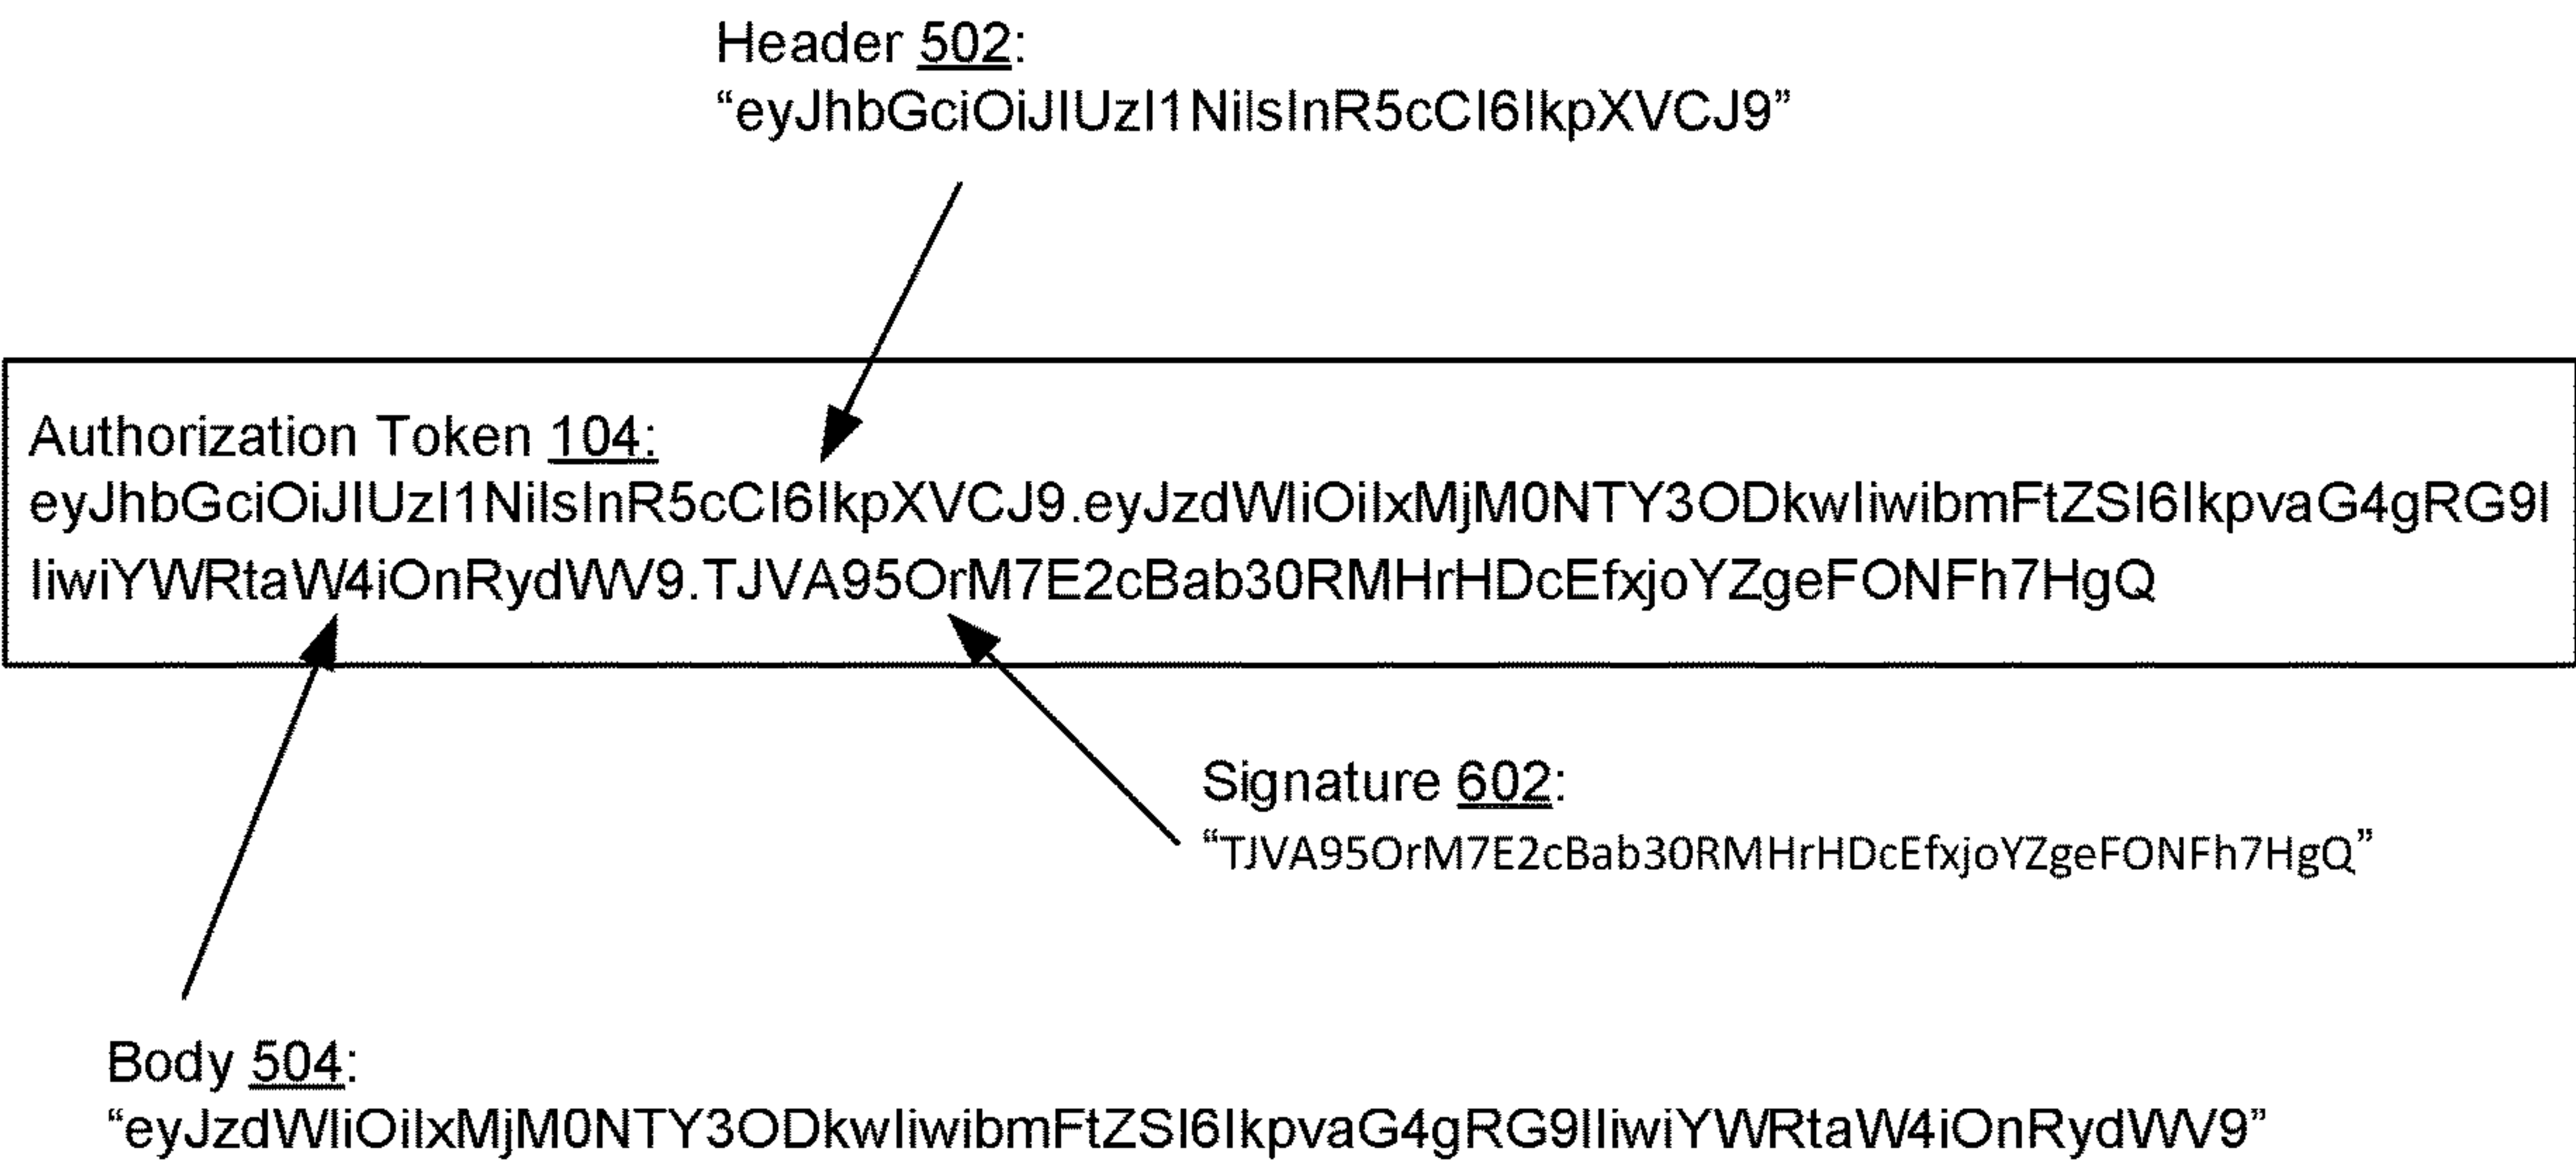 Header 502:
“eyJhbGciOiJIUzI1NiIsInR5cCI6IkpXVCJ9”
Authorization Token 104:
eyJhbGciOiJIUzI1NiIsInR5cCI6IkpXVCJ9.eyJzdWIiOiIxMjM0NTY3ODkwIiwibmFtZSI6IkpvaG4gRG9l
IiwiYWRtaW4iOnRydWV9.TJVA95OrM7E2cBab30RMHrHDcEfxjoYZgeFONFh7HgQ
Signature 602:
“TJVA95OrM7E2cBab30RMHrHDcEfxjoYZgeFONFh7HgQ”
Body 504:
“eyJzdWIiOiIxMjM0NTY3ODkwIiwibmFtZSI6IkpvaG4gRG9lIiwiYWRtaW4iOnRydWV9”